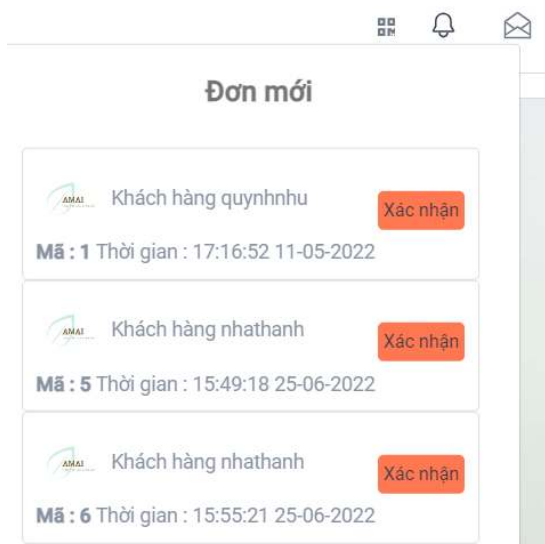 Đơn mới
AMAI
Khách hàng quynhnhu
Xác nhận
Mã : 1 Thời gian : 17:16:52 11-05-2022
AMAI
Khách hàng nhathanh
Xác nhận
Mã : 5 Thời gian : 15:49:18 25-06-2022
AMAI
Khách hàng nhathanh
Xác nhận
Mã : 6 Thời gian : 15:55:21 25-06-2022